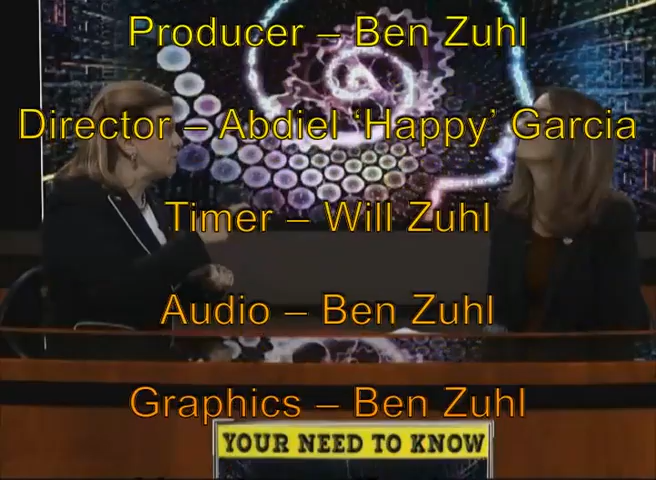 Producer – Ben Zuhl
Director – Abdiel ‘Happy’ Garcia
Timer – Will Zuhl
Audio – Ben Zuhl
Graphics – Ben Zuhl
YOUR NEED TO KNOW